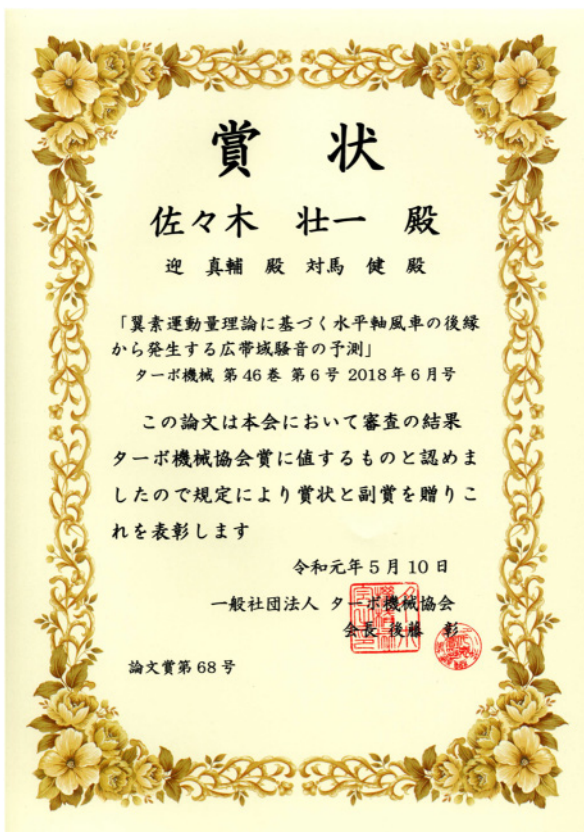 賞状
佐々木 壮一 殿
迎 真輔 殿 対馬 健 殿
「翼素運動量理論に基づく水平軸風車の後縁
から発生する広帯域騒音の予測」
ターボ機械 第46巻 第6号 2018年6月号
この論文は本会において審査の結果
ターボ機械協会賞に値するものと認めま
したので規定により賞状と副賞を贈りこ
れを表彰します
令和元年5月10日
一般社団法人 ターボ機械協会
会長 後藤 彰
論文賞第68号